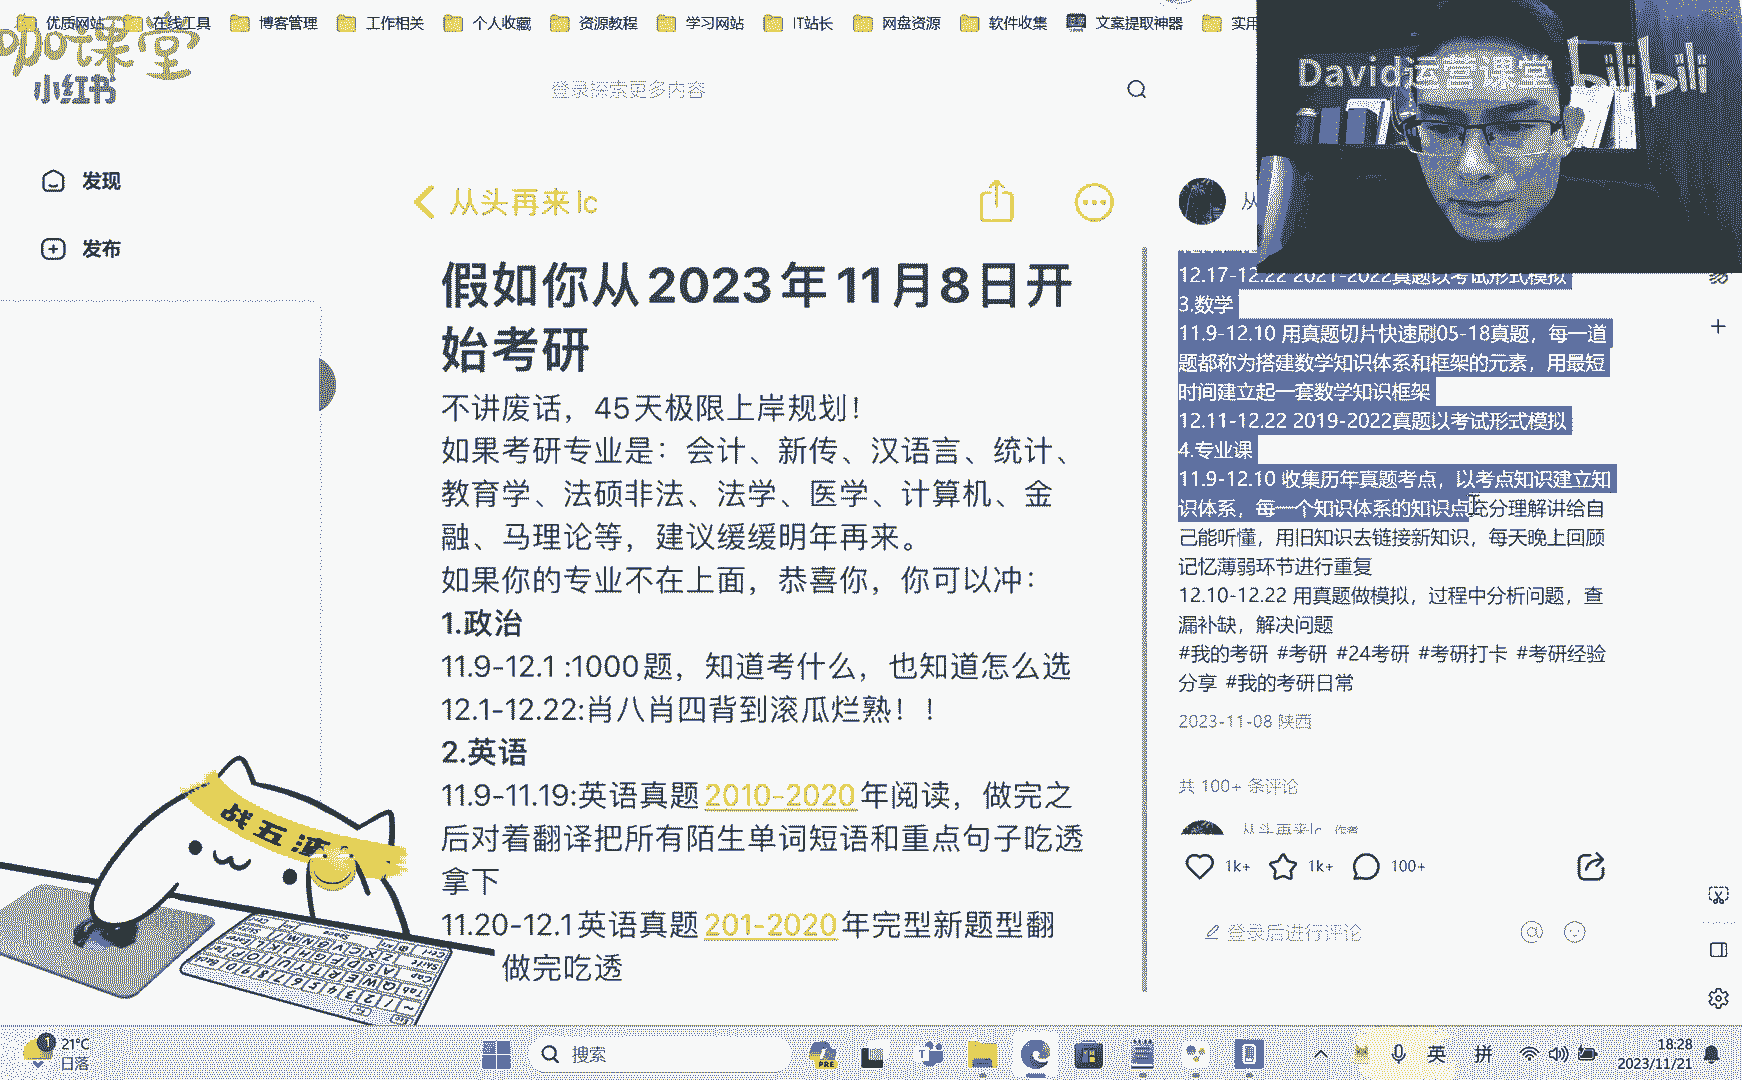 优质网站
在线工具
博客管理
工作相关
个人收藏
资源教程
学习网站
IT站长
网盘资源
软件收集
文案提取神器
实用
课堂
小红书
登录探索更多内容
David运营课堂
bilibili
发现
发布
从头再来lc
假如你从2023年11月8日开
始考研
不讲废话，45天极限上岸规划！
如果考研专业是：会计、新传、汉语言、统计、
教育学、法硕非法、法学、医学、计算机、金
融、马理论等，建议缓缓明年再来。
如果你的专业不在上面，恭喜你，你可以冲：
1.政治
11.9-12.1 :1000题，知道考什么，也知道怎么选
12.1-12.22:肖八肖四背到滚瓜烂熟！！
2.英语
11.9-11.19:英语真题2010-2020年阅读，做完之
后对着翻译把所有陌生单词短语和重点句子吃透
拿下
11.20-12.1英语真题201-2020年完型新题型翻
做完吃透
从
12.17-12.22 2021-2022真题以考试形式模拟
3.数学
11.9-12.10 用真题切片快速刷05-18真题，每一道
题都称为搭建数学知识体系和框架的元素，用最短
时间建立起一套数学知识框架
12.11-12.22 2019-2022真题以考试形式模拟
4.专业课
11.9-12.10 收集历年真题考点，以考点知识建立知
识体系，每一个知识体系的知识点充分理解讲给自
己能听懂，用旧知识去链接新知识，每天晚上回顾
记忆薄弱环节进行重复
12.10-12.22 用真题做模拟，过程中分析问题，查
漏补缺，解决问题
#我的考研 #考研 #24考研 #考研打卡 #考研经验
分享 #我的考研日常
2023-11-08 陕西
共 100+ 条评论
从头再来lc 作者
1k+
1k+
100+
登录后进行评论
战五渣
1
21°C
日落
搜索
PRE
英
拼
18:28
2023/11/21